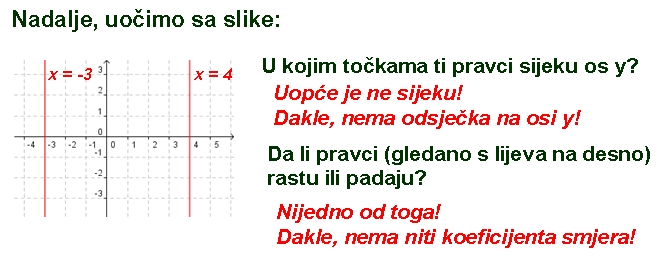 Nadalje, uočimo sa slike:
x = -3
x = 4
3
2
1
0
-4 -3 -2 -1 0 1 2 3 4 5
-1
-2
-3
U kojim točkama ti pravci sijeku os y?
Uopće je ne sijeku!
Dakle, nema odsječka na osi y!
Da li pravci (gledano s lijeva na desno)
rastu ili padaju?
Nijedno od toga!
Dakle, nema niti koeficijenta smjera!